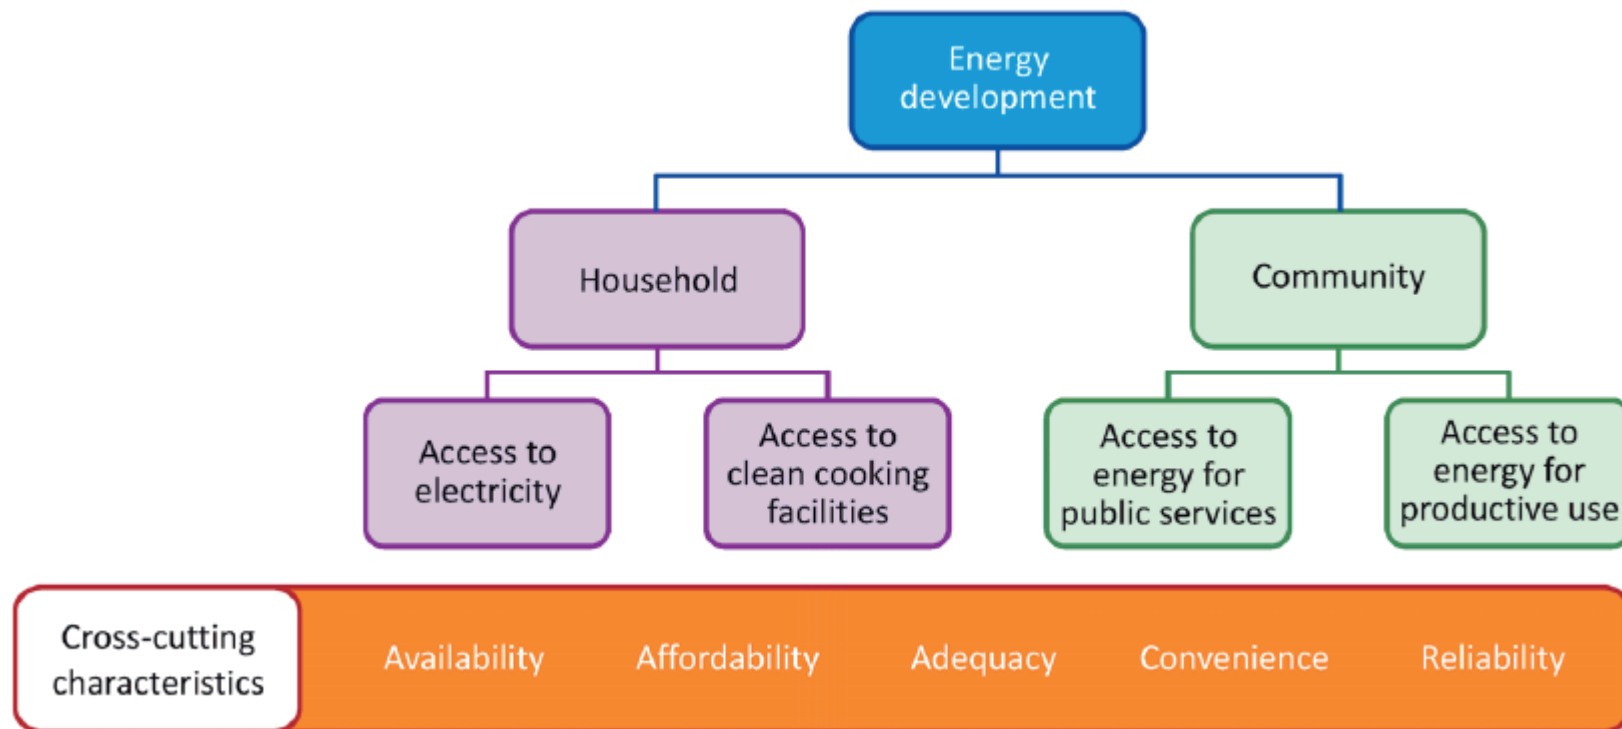 Energy
development
Household
Community
Access to
electricity
Access to
clean cooking
facilities
Access to
energy for
public services
Access to
energy for
productive use
Cross-cutting
characteristics
Availability Affordability Adequacy Convenience Reliability